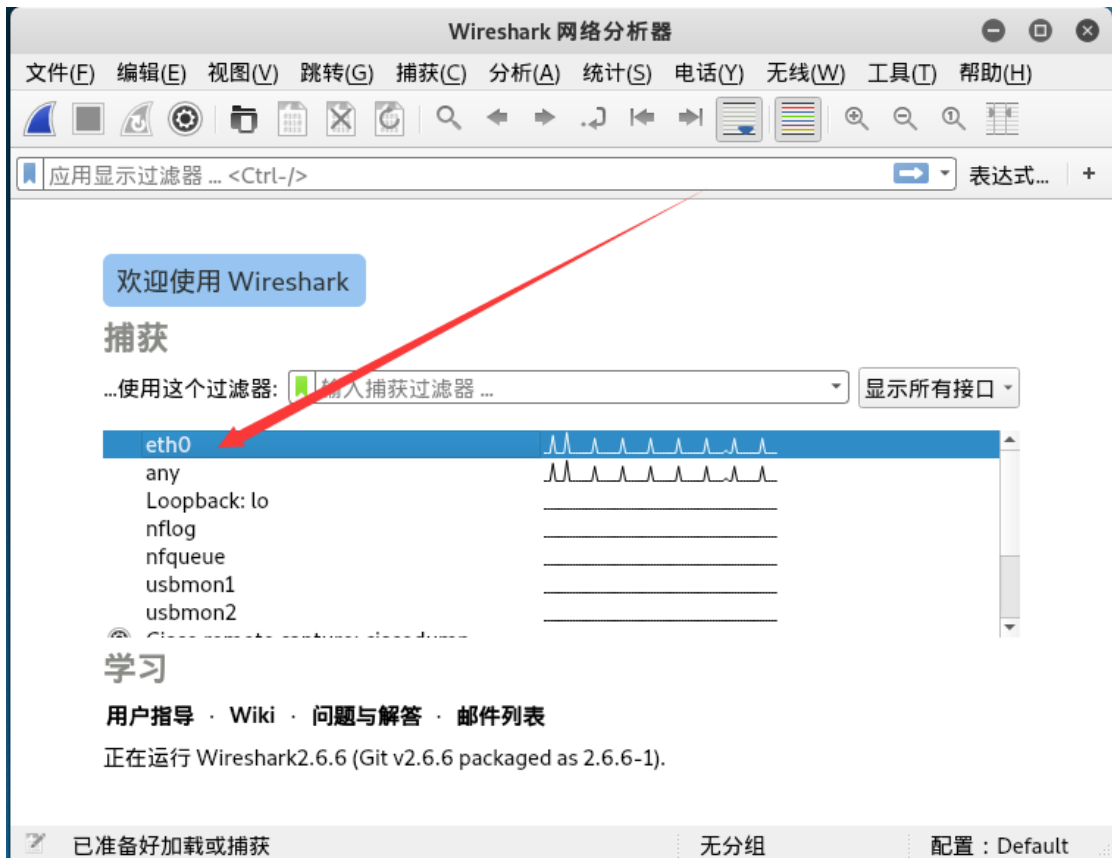 Wireshark 网络分析器
文件(F) 编辑(E) 视图(V) 跳转(G) 捕获(C) 分析(A) 统计(S) 电话(Y) 无线(W) 工具(T) 帮助(H)
应用显示过滤器 ... <Ctrl-/> 表达式... +
欢迎使用 Wireshark
捕获
...使用这个过滤器: 输入捕获过滤器 ... 显示所有接口
eth0
any
Loopback: lo
nflog
nfqueue
usbmon1
usbmon2
Cisco remote capture: ciscodump
学习
用户指导 · Wiki · 问题与解答 · 邮件列表
正在运行 Wireshark2.6.6 (Git v2.6.6 packaged as 2.6.6-1).
已准备好加载或捕获 无分组 配置：Default